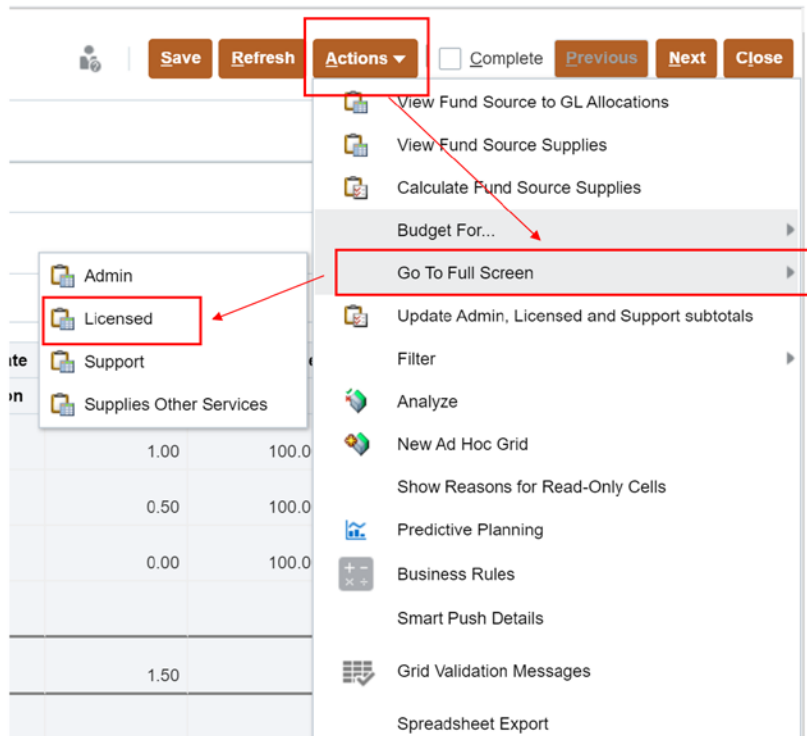 Save Refresh Actions Complete Previous Next Close
View Fund Source to GL Allocations
View Fund Source Supplies
Calculate Fund Source Supplies
Budget For...
Go To Full Screen
Admin
Licensed
Support
Supplies Other Services
Update Admin, Licensed and Support subtotals
Filter
Analyze
New Ad Hoc Grid
Show Reasons for Read-Only Cells
Predictive Planning
Business Rules
Smart Push Details
Grid Validation Messages
Spreadsheet Export
1.00 100.0
0.50 100.0
0.00 100.0
1.50